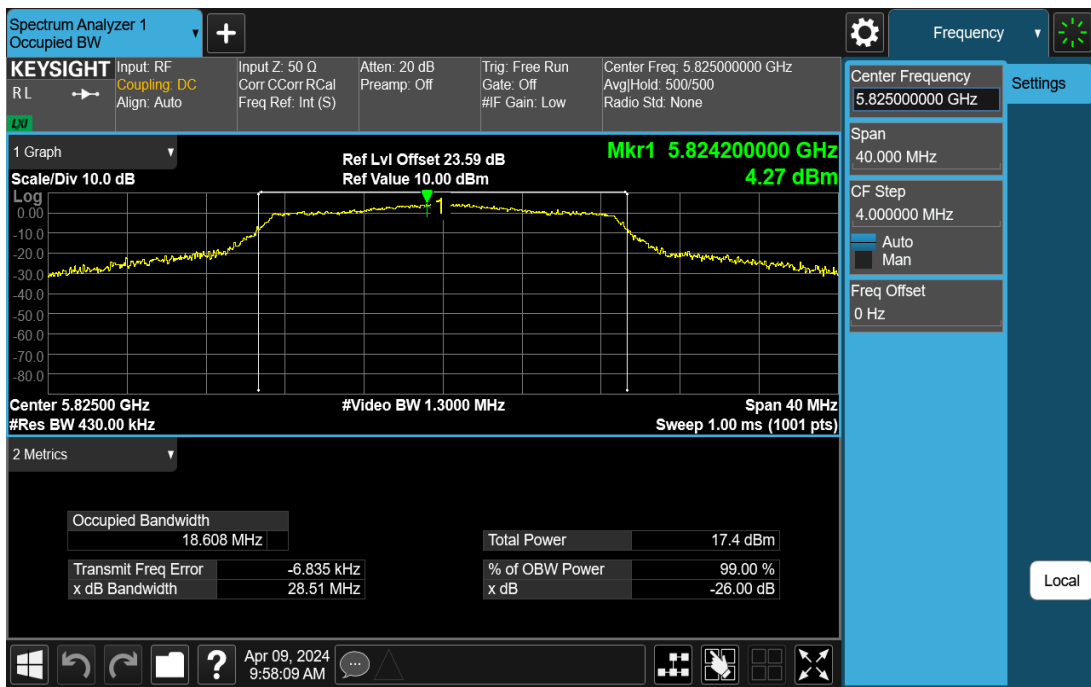 Spectrum Analyzer 1
Occupied BW
Frequency
KEYSIGHT
R L
LXI
Input: RF
Coupling: DC
Align: Auto
Input Z: 50 Ω
Corr CCorr RCal
Freq Ref: Int (S)
Atten: 20 dB
Preamp: Off
Trig: Free Run
Gate: Off
#IF Gain: Low
Center Freq: 5.825000000 GHz
Avg|Hold: 500/500
Radio Std: None
Center Frequency
5.825000000 GHz
Settings
Span
40.000 MHz
CF Step
4.000000 MHz
Auto
Man
Freq Offset
0 Hz
Local
1 Graph
Scale/Div 10.0 dB
Ref Lvl Offset 23.59 dB
Ref Value 10.00 dBm
Mkr1 5.824200000 GHz
4.27 dBm
Log
0.00
-10.0
-20.0
-30.0
-40.0
-50.0
-60.0
-70.0
-80.0
1
Center 5.82500 GHz
#Video BW 1.3000 MHz
Span 40 MHz
#Res BW 430.00 kHz
Sweep 1.00 ms (1001 pts)
2 Metrics
Occupied Bandwidth
18.608 MHz
Total Power 17.4 dBm
Transmit Freq Error -6.835 kHz
% of OBW Power 99.00 %
x dB Bandwidth 28.51 MHz
x dB -26.00 dB
Apr 09, 2024
9:58:09 AM